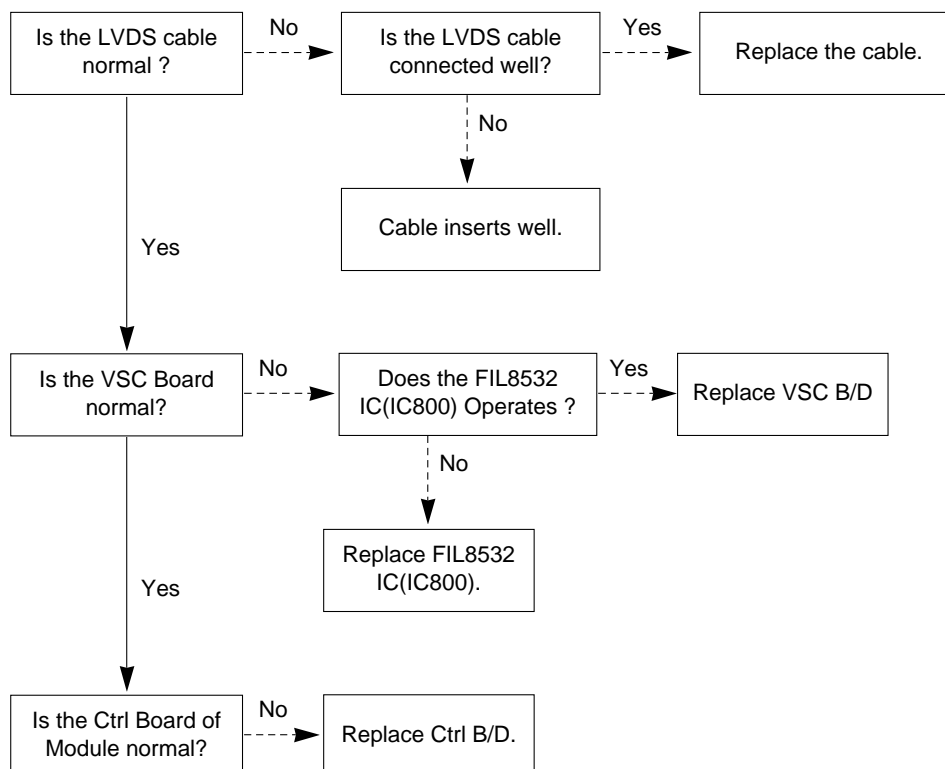 Is the LVDS cable
normal ?
No
Is the LVDS cable
connected well?
Yes
Replace the cable.
No
Cable inserts well.
Yes
Is the VSC Board
normal?
No
Does the FIL8532
IC(IC800) Operates ?
Yes
Replace VSC B/D
No
Replace FIL8532
IC(IC800).
Yes
Is the Ctrl Board of
Module normal?
No
Replace Ctrl B/D.